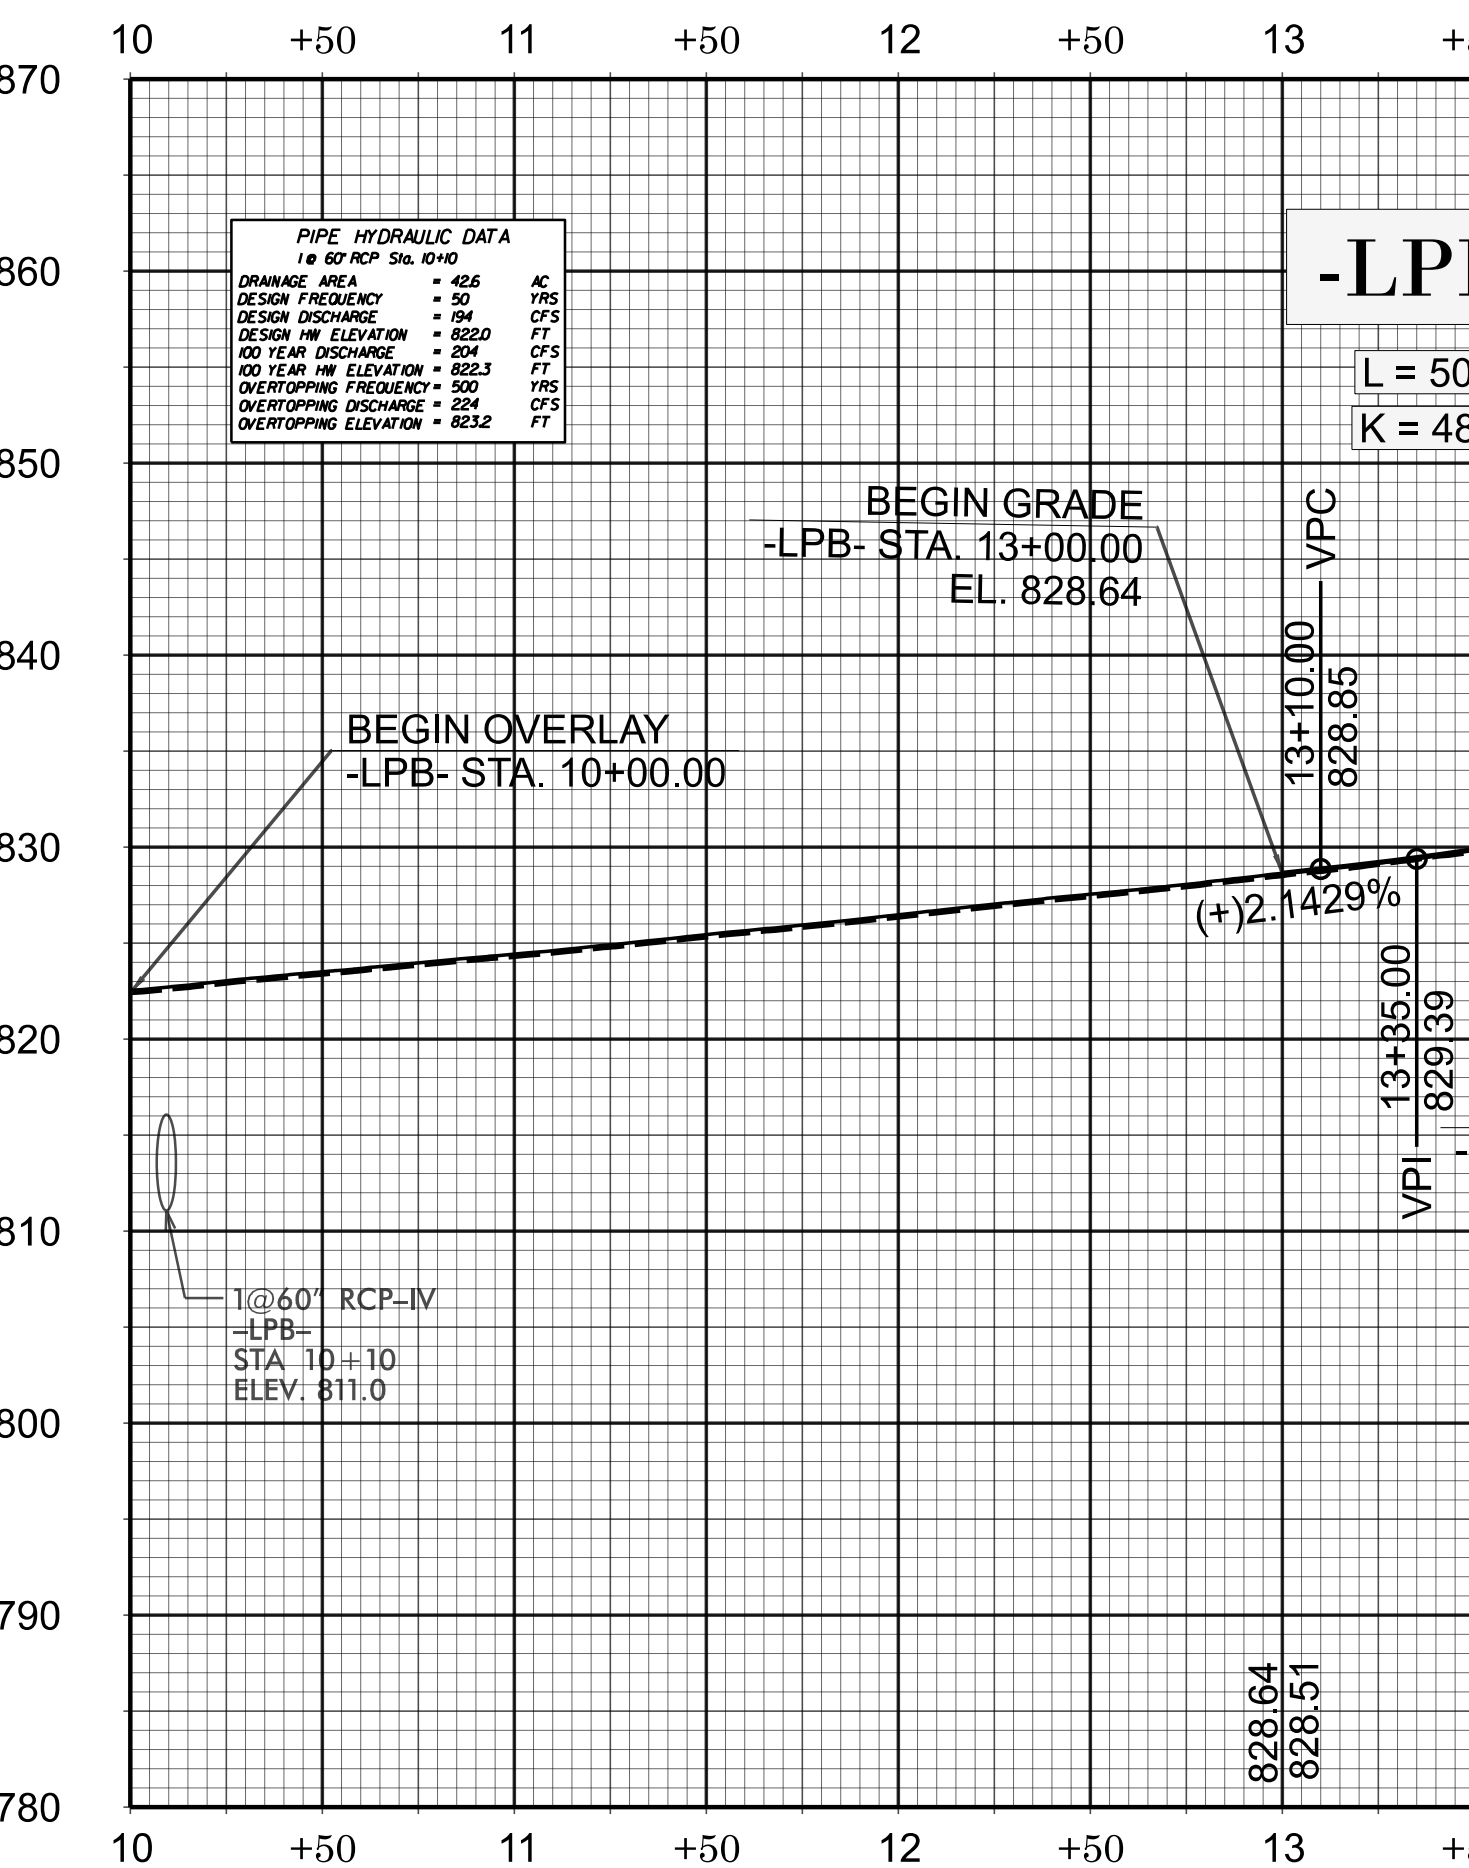 10 +50 11 +50 12 +50 13
870
860
850
840
830
820
810
800
790
780
PIPE HYDRAULIC DATA
1@ 60" RCP Sta. 10+10
DRAINAGE AREA = 42.6 AC
DESIGN FREQUENCY = 50 YRS
DESIGN DISCHARGE = 194 CFS
DESIGN HW ELEVATION = 822.0 FT
100 YEAR DISCHARGE = 204 CFS
100 YEAR HW ELEVATION = 822.3 FT
OVERTOPPING FREQUENCY = 500 YRS
OVERTOPPING DISCHARGE = 224 CFS
OVERTOPPING ELEVATION = 823.2 FT
L = 50
K = 48
BEGIN GRADE
-LPB- STA. 13+00.00
EL. 828.64
VPC
13+10.00
828.85
BEGIN OVERLAY
-LPB- STA. 10+00.00
(+)2.1429%
13+35.00
829.39
VPI
1@60" RCP–IV
–LPB–
STA 10+10
ELEV. 811.0
828.64
828.51
10 +50 11 +50 12 +50 13